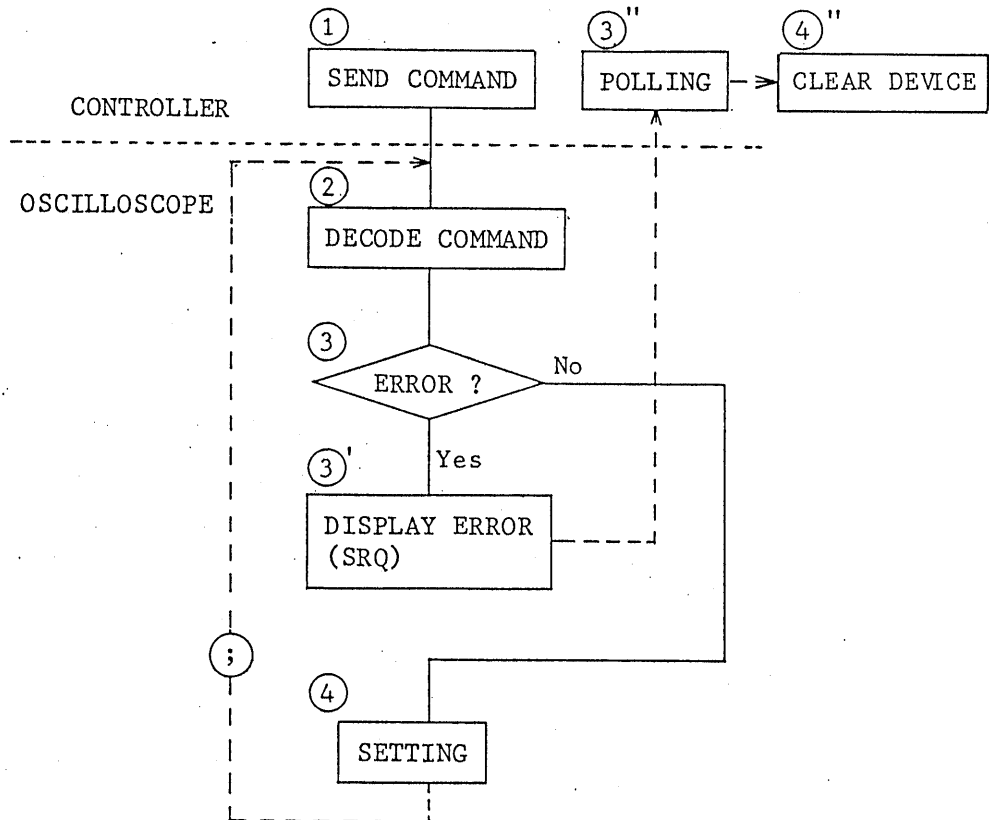 ①
③''
④''
SEND COMMAND
POLLING
CLEAR DEVICE
CONTROLLER
OSCILLOSCOPE
②
DECODE COMMAND
③
ERROR ?
No
Yes
③'
DISPLAY ERROR
(SRQ)
;
④
SETTING